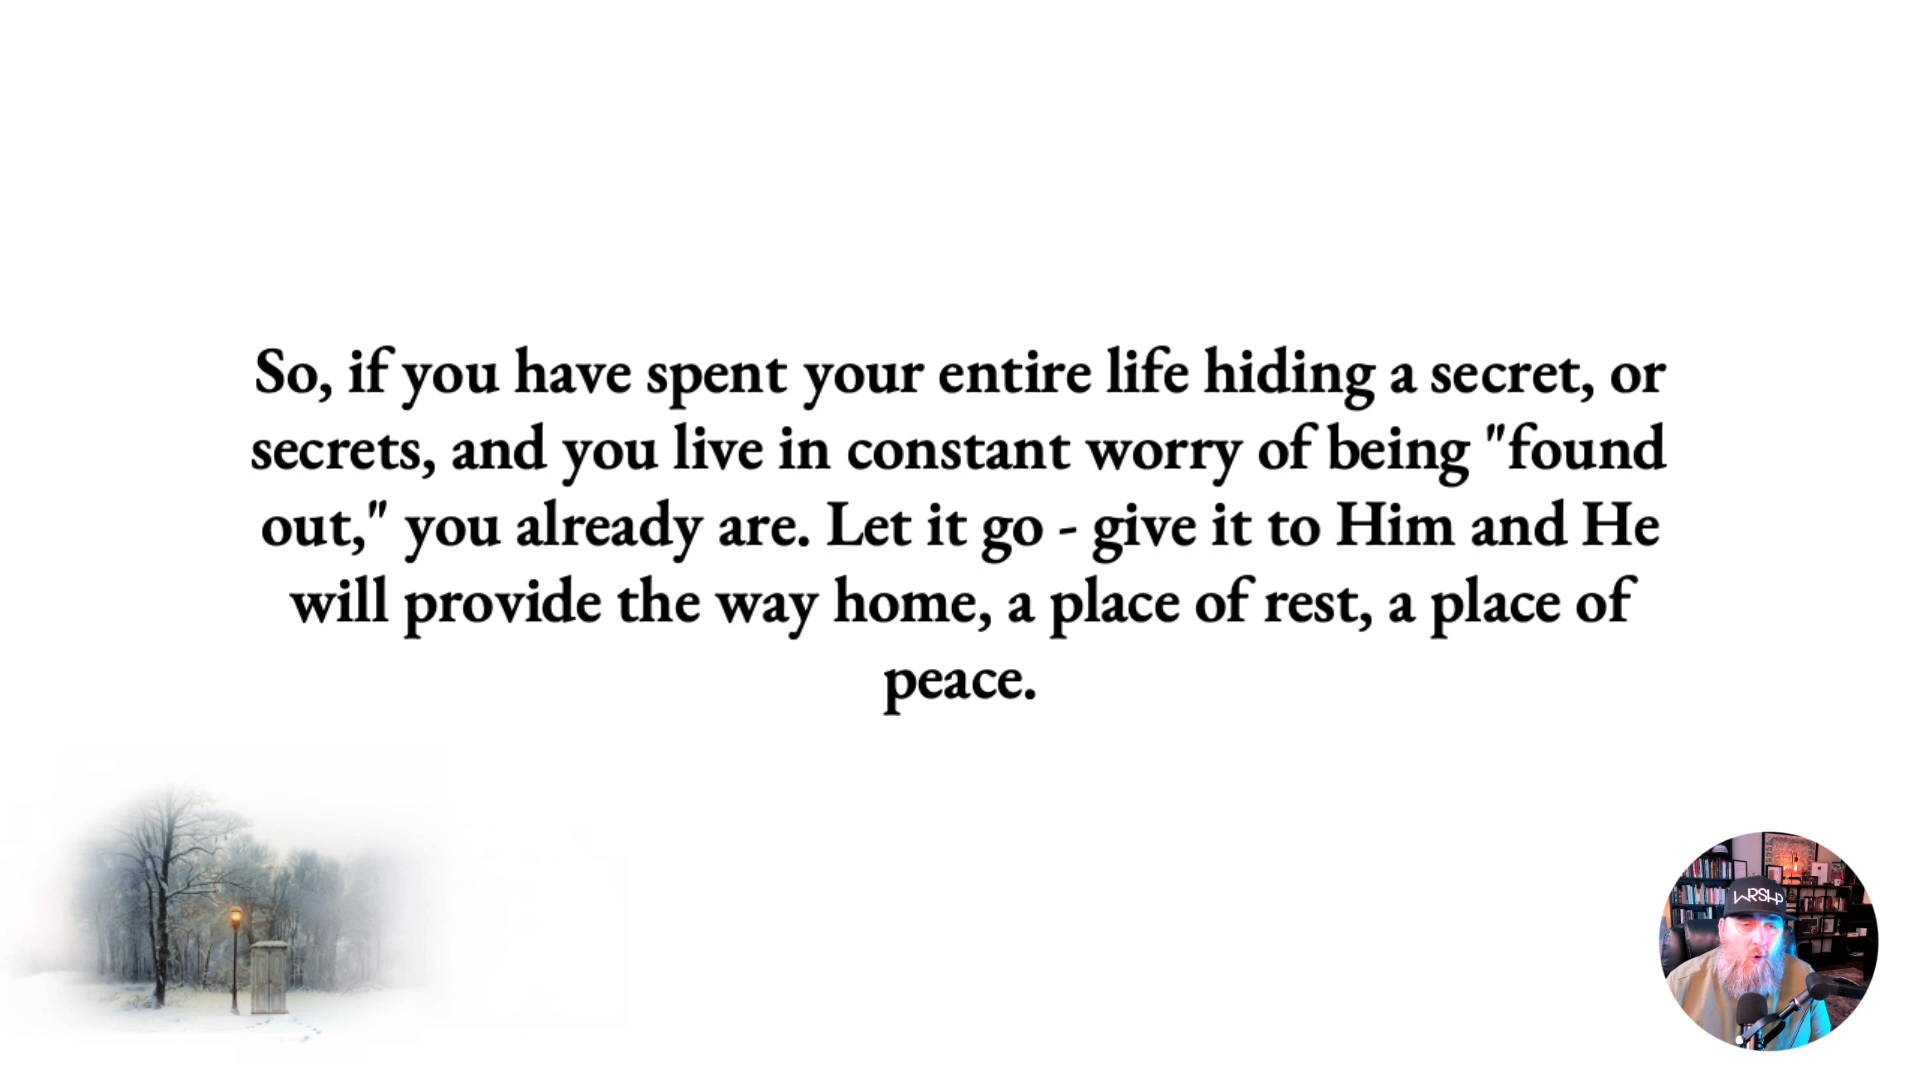 So, if you have spent your entire life hiding a secret, or
secrets, and you live in constant worry of being "found
out," you already are. Let it go - give it to Him and He
will provide the way home, a place of rest, a place of
peace.
WRSHP